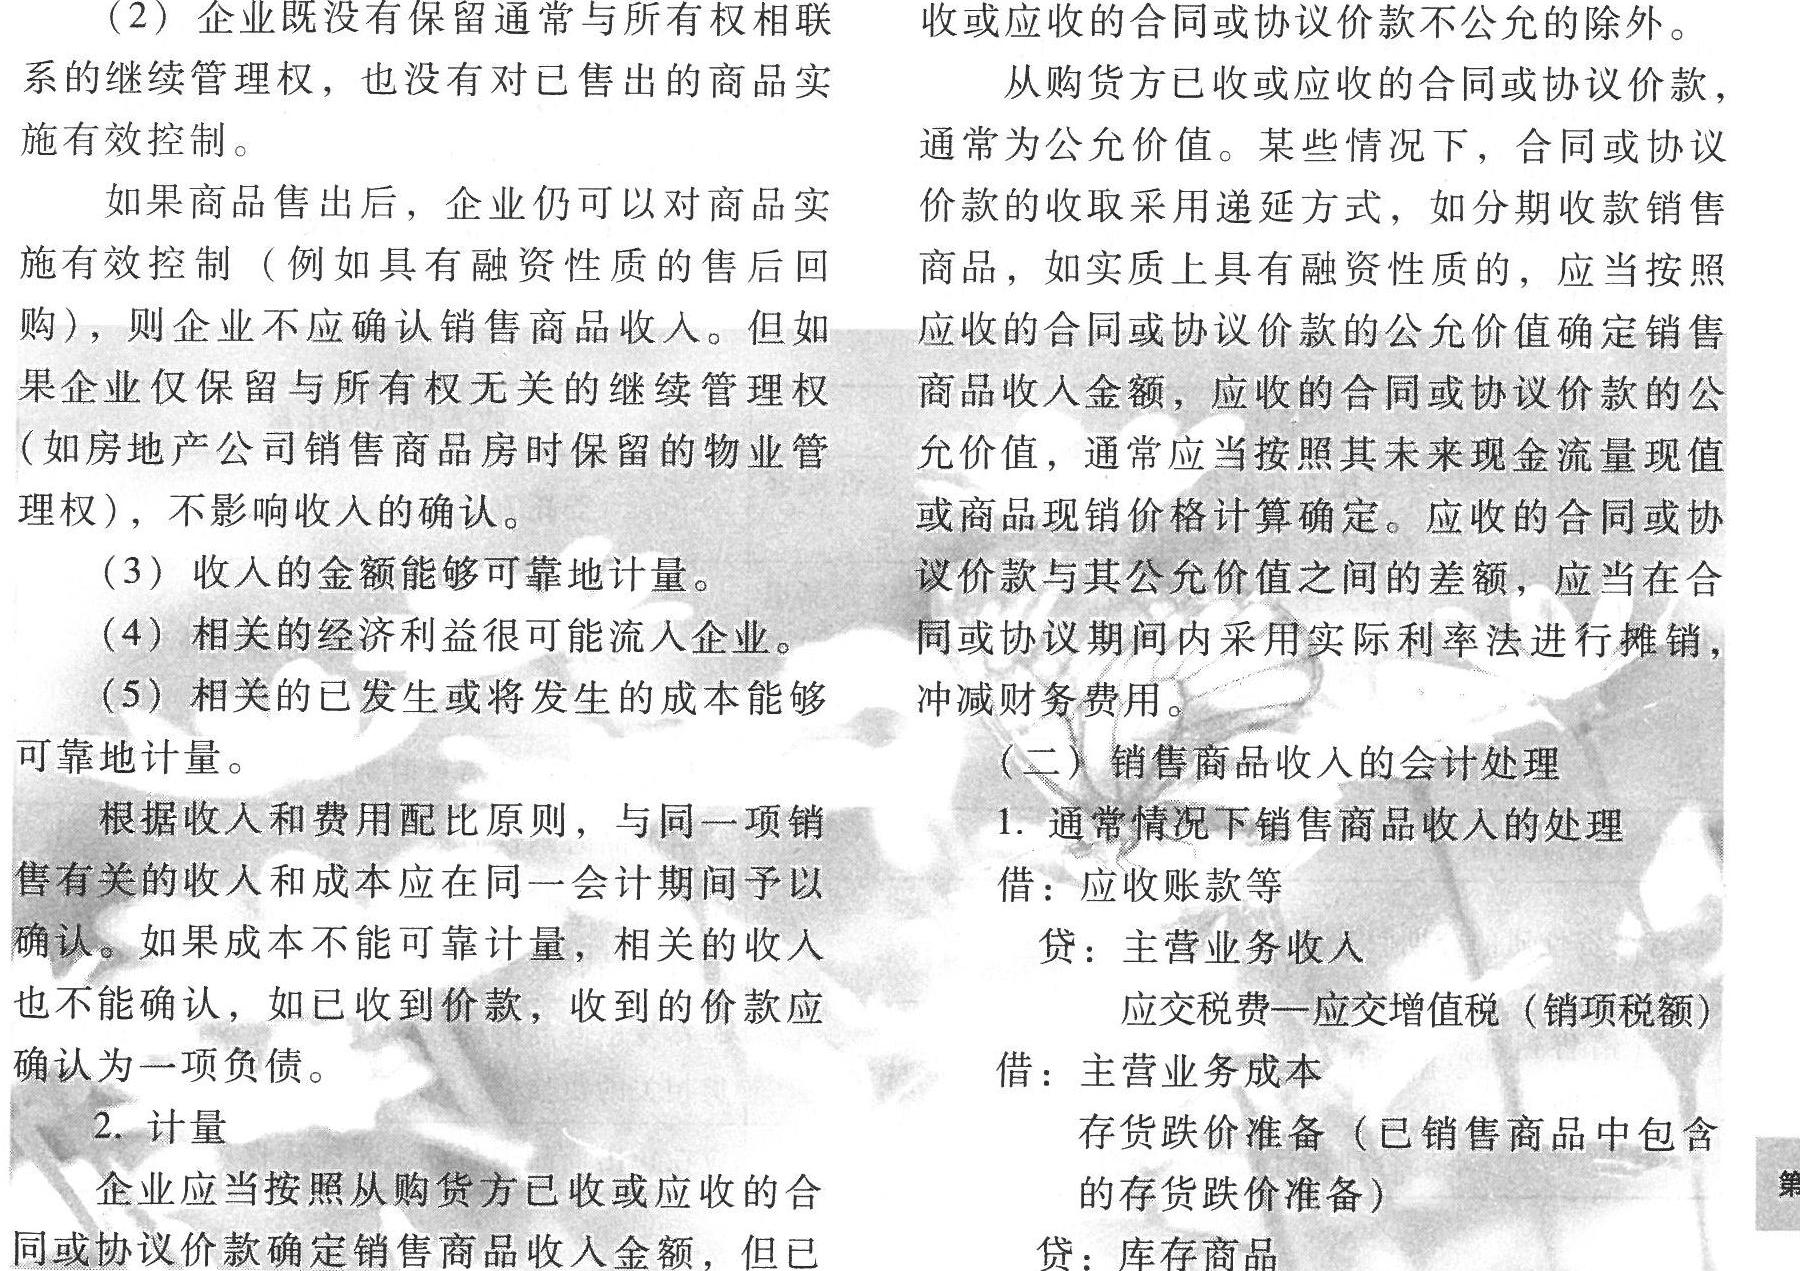 （2）企业既没有保留通常与所有权相联
系的继续管理权，也没有对已售出的商品实
施有效控制。
如果商品售出后，企业仍可以对商品实
施有效控制（例如具有融资性质的售后回
购），则企业不应确认销售商品收入。但如
果企业仅保留与所有权无关的继续管理权
（如房地产公司销售商品房时保留的物业管
理权），不影响收入的确认。
（3）收入的金额能够可靠地计量。
（4）相关的经济利益很可能流入企业。
（5）相关的已发生或将发生的成本能够
可靠地计量。
根据收入和费用配比原则，与同一项销
售有关的收入和成本应在同一会计期间予以
确认。如果成本不能可靠计量，相关的收入
也不能确认，如已收到价款，收到的价款应
确认为一项负债。
2. 计量
企业应当按照从购货方已收或应收的合
同或协议价款确定销售商品收入金额，但已
收或应收的合同或协议价款不公允的除外。
从购货方已收或应收的合同或协议价款，
通常为公允价值。某些情况下，合同或协议
价款的收取采用递延方式，如分期收款销售
商品，如实质上具有融资性质的，应当按照
应收的合同或协议价款的公允价值确定销售
商品收入金额，应收的合同或协议价款的公
允价值，通常应当按照其未来现金流量现值
或商品现销价格计算确定。应收的合同或协
议价款与其公允价值之间的差额，应当在合
同或协议期间内采用实际利率法进行摊销，
冲减财务费用。
（二）销售商品收入的会计处理
1. 通常情况下销售商品收入的处理
借：应收账款等
贷：主营业务收入
应交税费—应交增值税（销项税额）
借：主营业务成本
存货跌价准备（已销售商品中包含
的存货跌价准备）
贷：库存商品
第